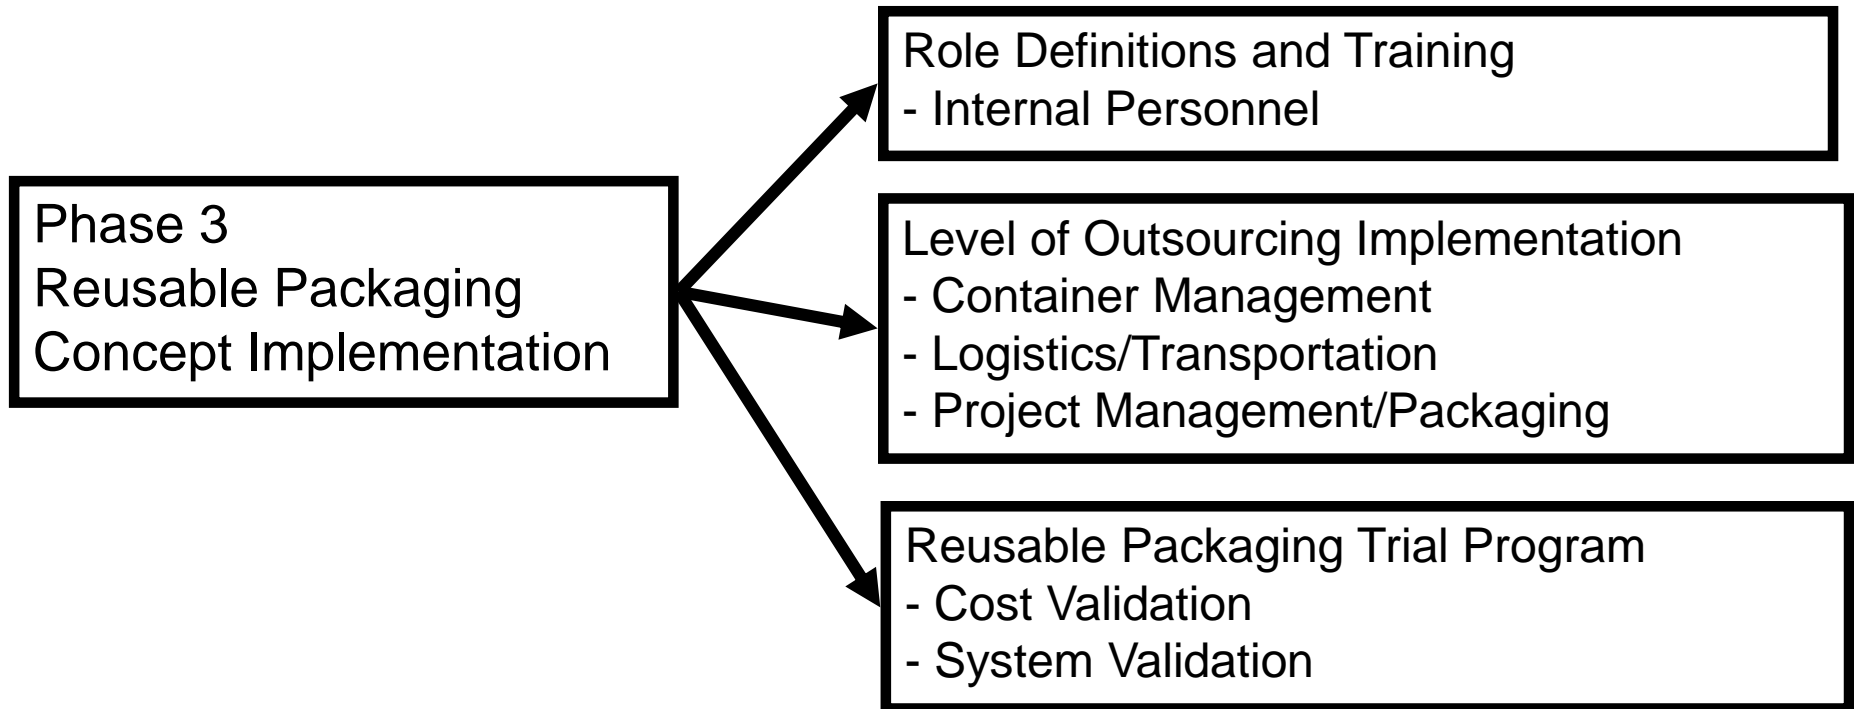 Phase 3
Reusable Packaging
Concept Implementation
Role Definitions and Training
- Internal Personnel
Level of Outsourcing Implementation
- Container Management
- Logistics/Transportation
- Project Management/Packaging
Reusable Packaging Trial Program
- Cost Validation
- System Validation